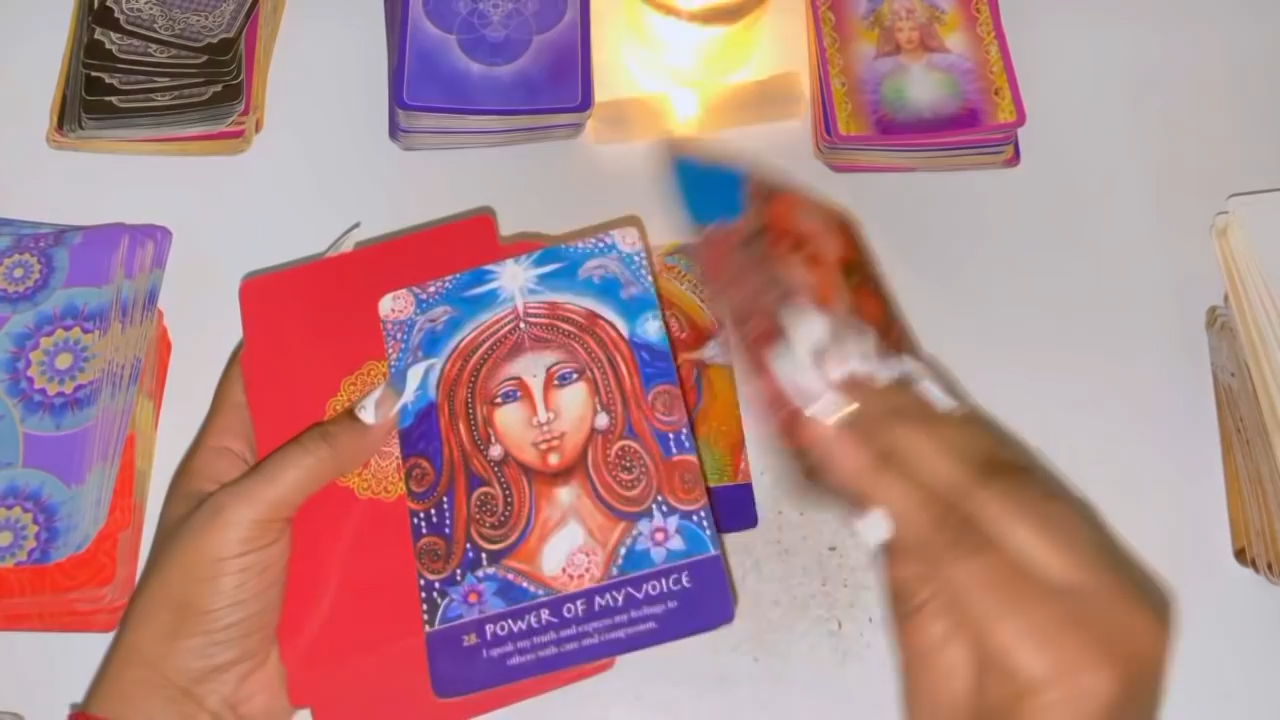 28. POWER OF MY VOICE
I speak my truth and express my feelings to
others with care and compassion.